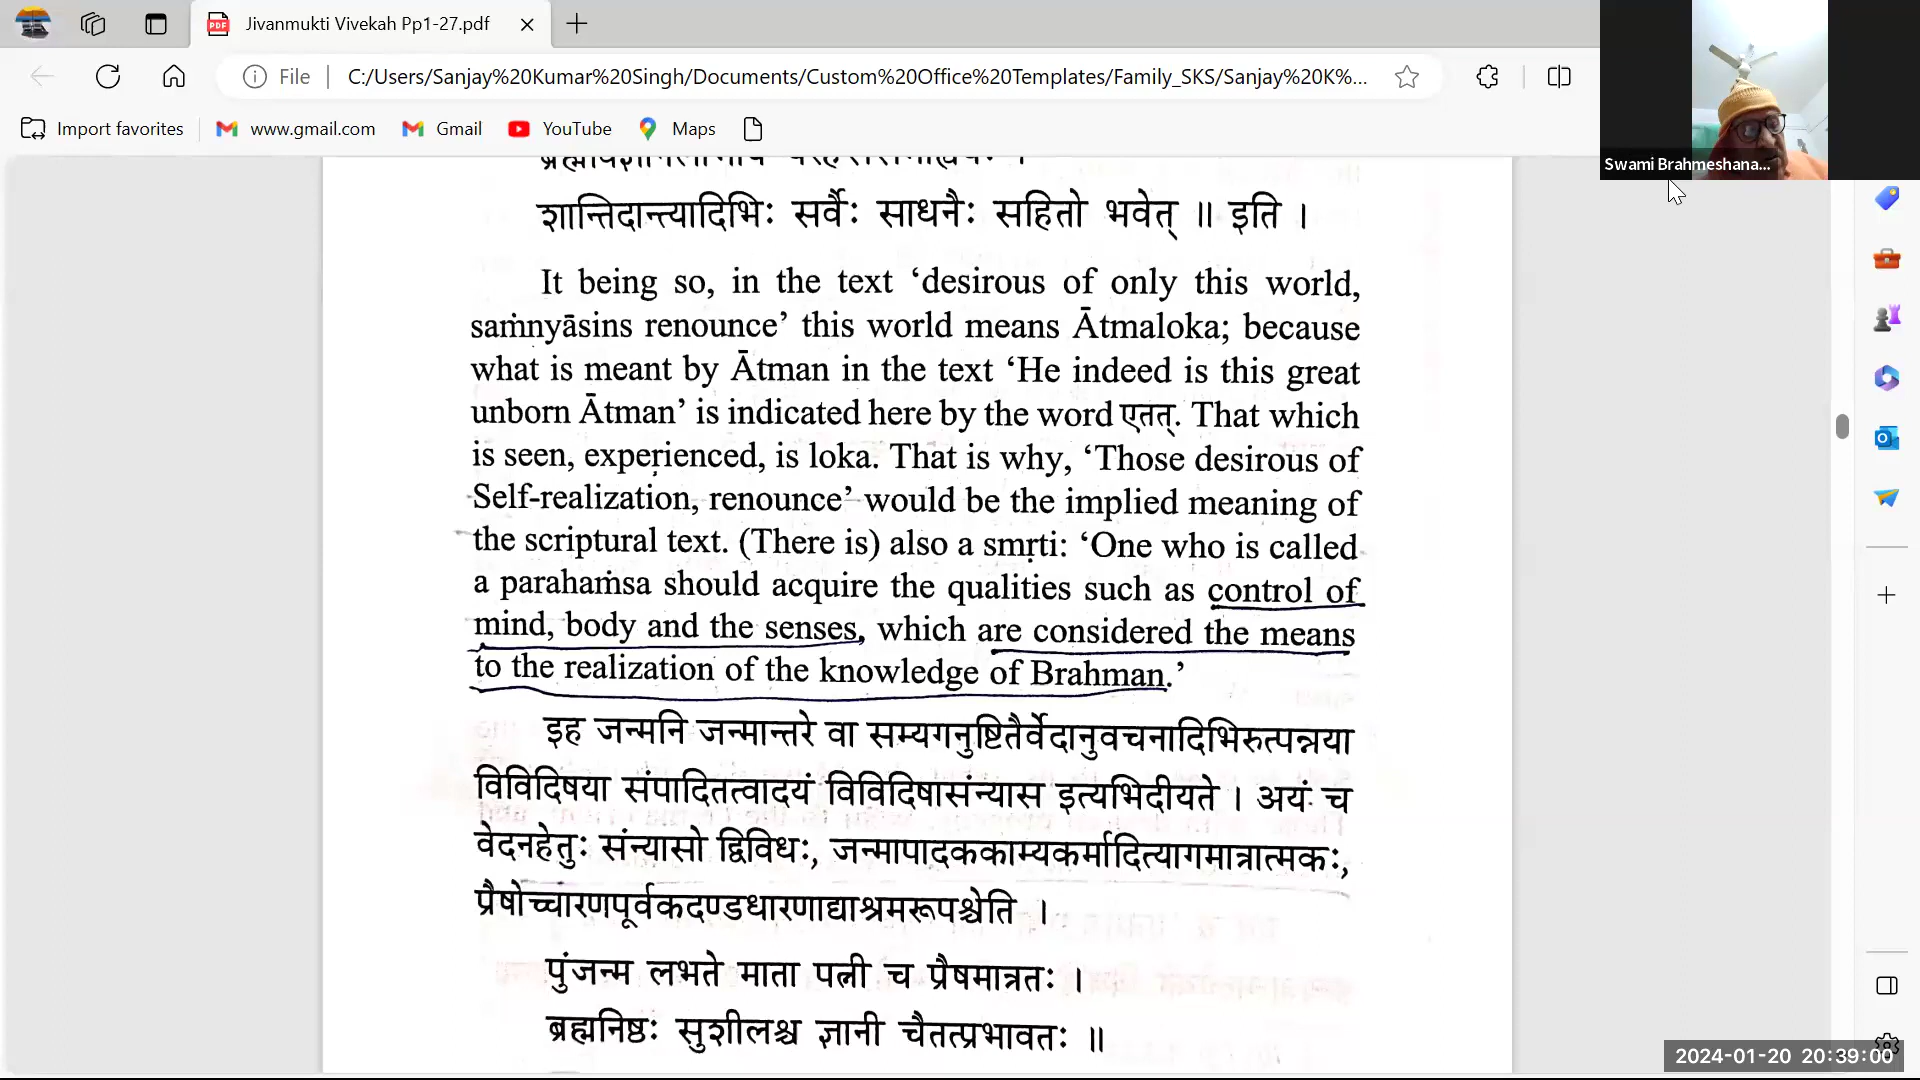 Jivanmukti Vivekah Pp1-27.pdf
File
C:/Users/Sanjay%20Kumar%20Singh/Documents/Custom%20Office%20Templates/Family_SKS/Sanjay%20K%...
Import favorites
www.gmail.com
Gmail
YouTube
Maps
Swami Brahmeshana...
शान्तिदान्त्यादिभिः सर्वैः साधनैः सहितो भवेत् ॥ इति ।
It being so, in the text ‘desirous of only this world,
saṁnyāsins renounce’ this world means Ātmaloka; because
what is meant by Ātman in the text ‘He indeed is this great
unborn Ātman’ is indicated here by the word एतत्. That which
is seen, experienced, is loka. That is why, ‘Those desirous of
Self-realization, renounce’ would be the implied meaning of
the scriptural text. (There is) also a smṛti: ‘One who is called
a parahaṁsa should acquire the qualities such as control of
mind, body and the senses, which are considered the means
to the realization of the knowledge of Brahman.’
इह जन्मनि जन्मान्तरे वा सम्यगनुष्टितैर्वेदानुवचनादिभिरुत्पन्नया
विविदिषया संपादितत्वादयं विविदिषासंन्यास इत्यभिदीयते । अयं च
वेदनहेतुः संन्यासो द्विविधः, जन्मापादककाम्यकर्मादित्यागमात्रात्मकः,
प्रैषोच्चारणपूर्वकदण्डधारणाद्याश्रमरूपश्चेति ।
पुंजन्म लभते माता पत्नी च प्रैषमात्रतः ।
ब्रह्मनिष्ठः सुशीलश्च ज्ञानी चैतत्प्रभावतः ॥
2024-01-20 20:39:00